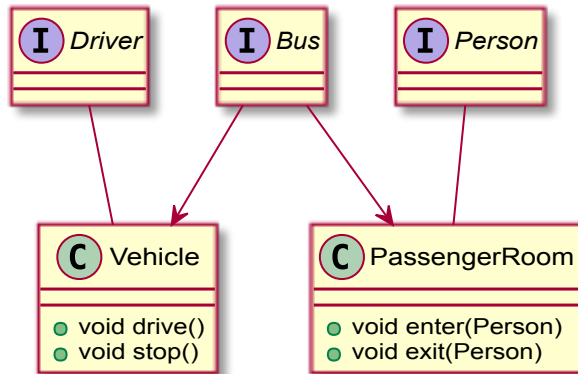 I Driver
I Bus
I Person
C Vehicle
void drive()
void stop()
C PassengerRoom
void enter(Person)
void exit(Person)